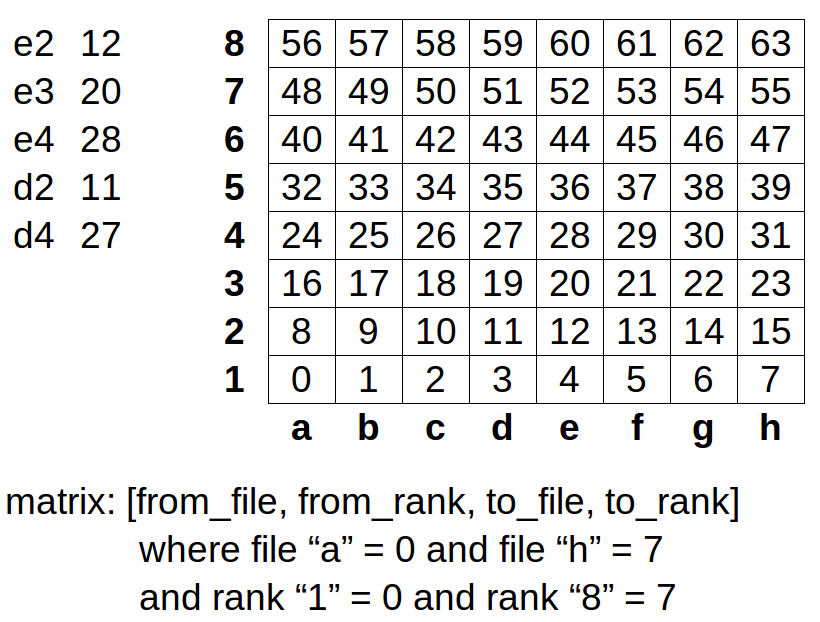 e2 12 8 56 57 58 59 60 61 62 63
e3 20 7 48 49 50 51 52 53 54 55
e4 28 6 40 41 42 43 44 45 46 47
d2 11 5 32 33 34 35 36 37 38 39
d4 27 4 24 25 26 27 28 29 30 31
3 16 17 18 19 20 21 22 23
2 8 9 10 11 12 13 14 15
1 0 1 2 3 4 5 6 7
a b c d e f g h
matrix: [from_file, from_rank, to_file, to_rank]
where file “a” = 0 and file “h” = 7
and rank “1” = 0 and rank “8” = 7